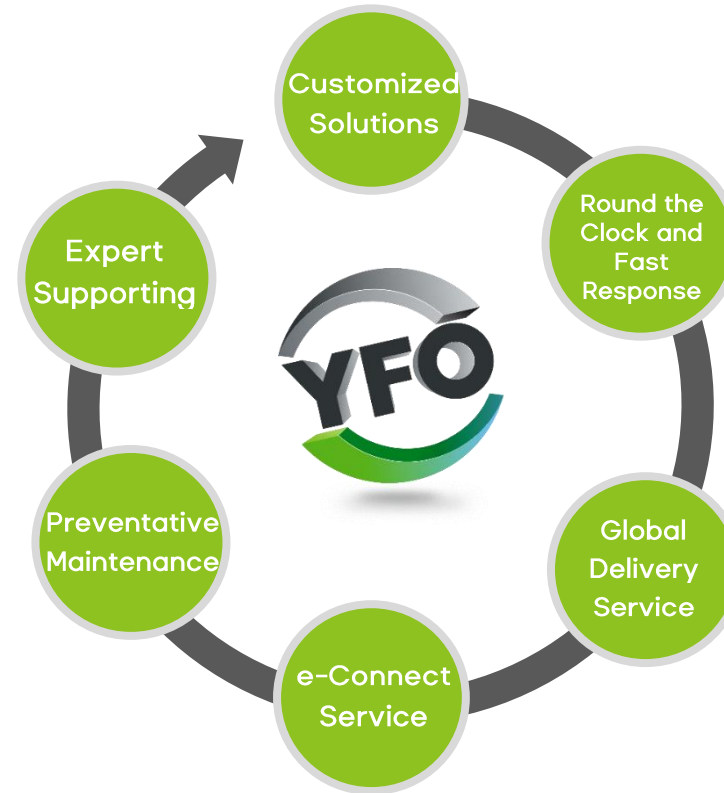 Customized
Solutions
Round the
Clock and
Fast
Response
Global
Delivery
Service
e-Connect
Service
Preventative
Maintenance
Expert
Supporting
YFO